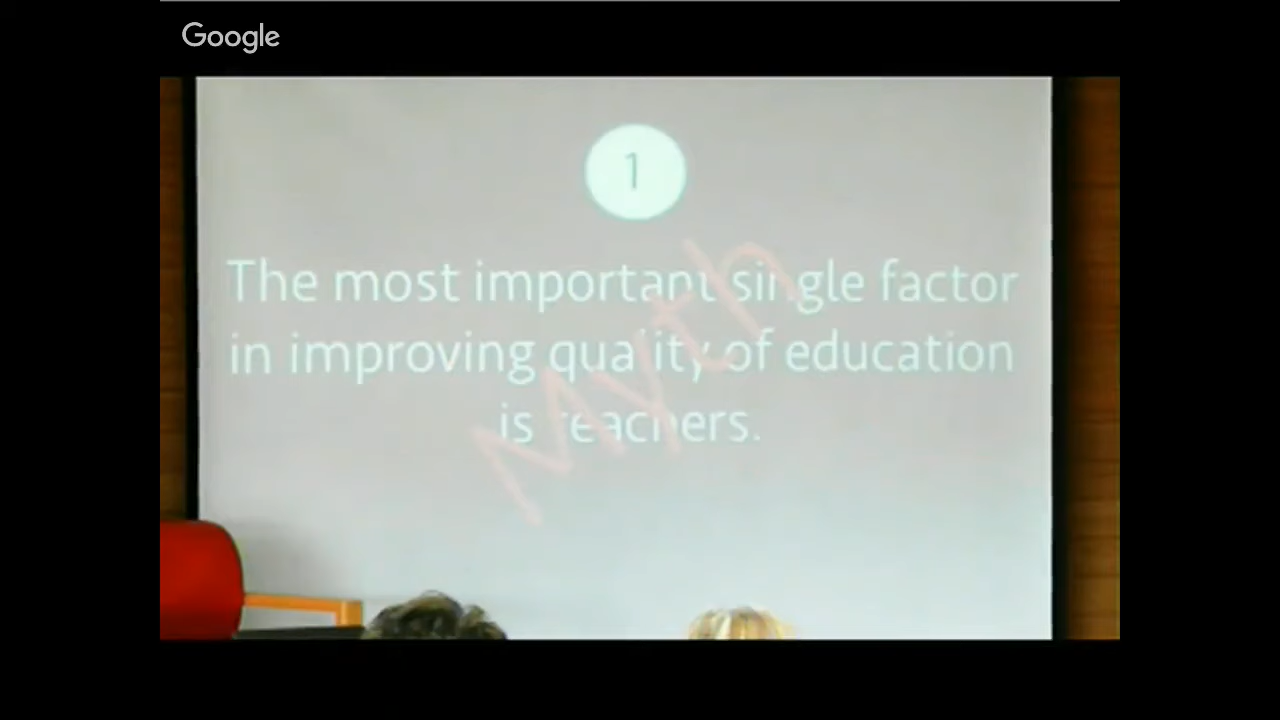 Google
1
The most important single factor
in improving quality of education
is teachers.
Myth